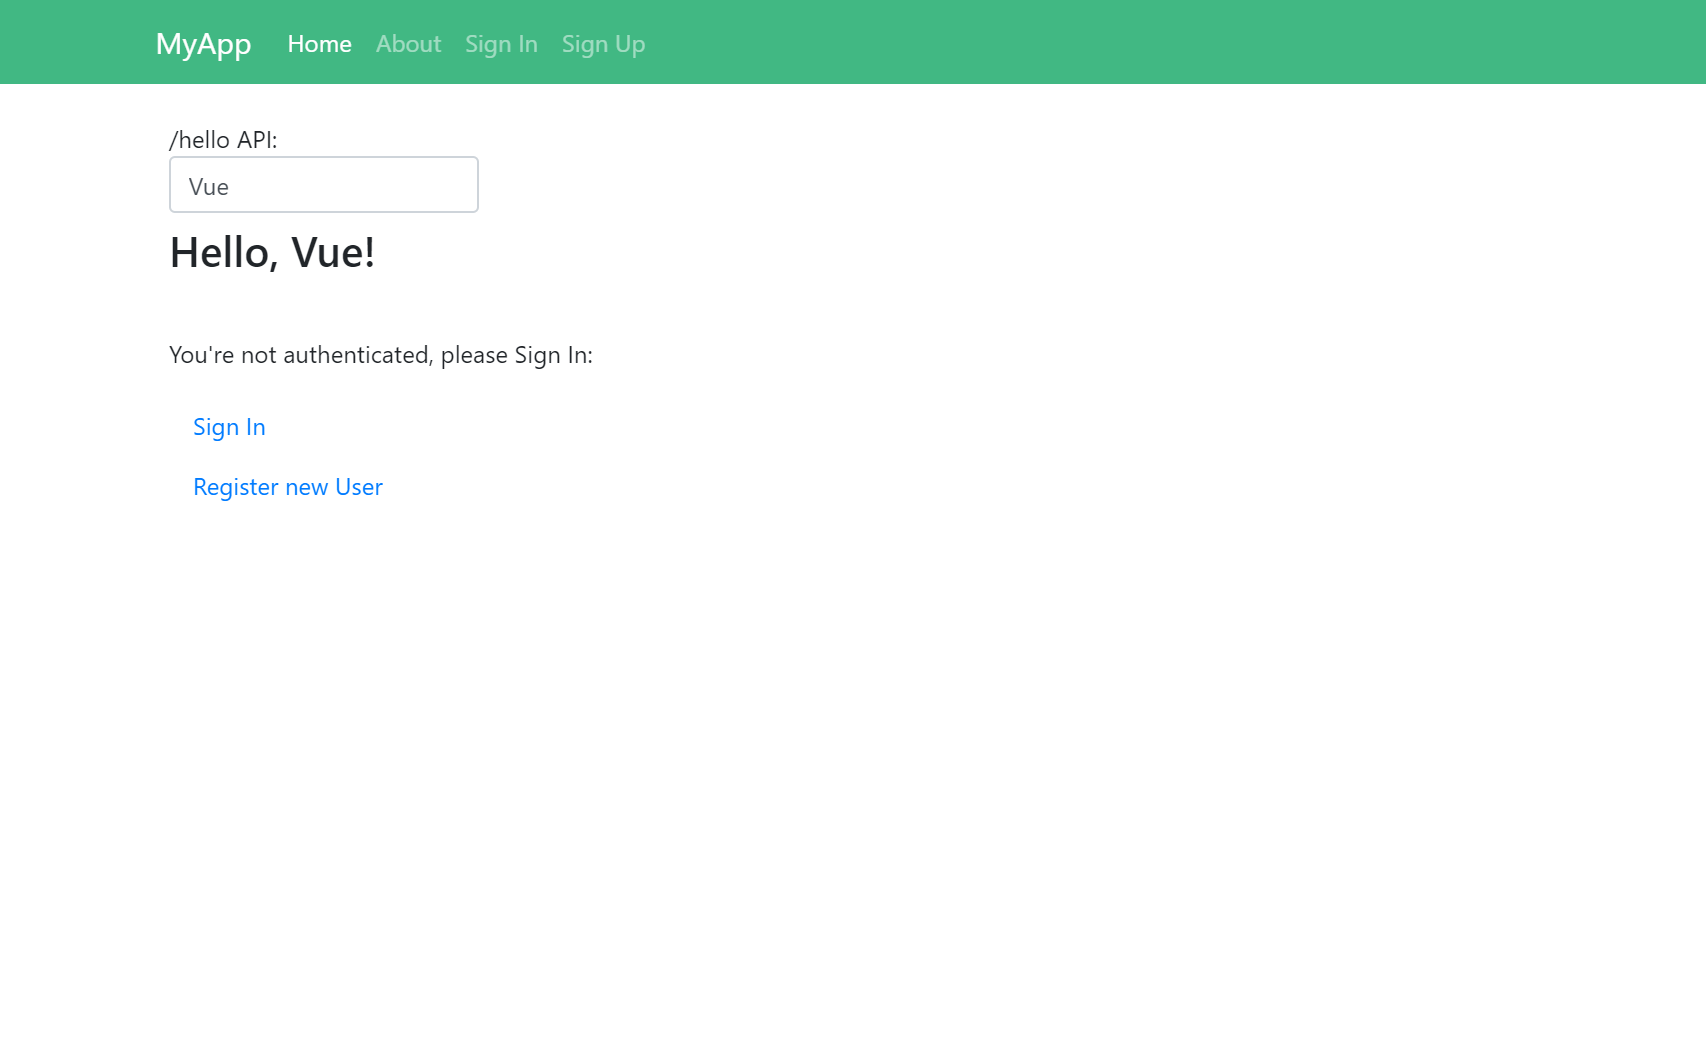 MyApp Home About Sign In Sign Up
/hello API:
Vue
Hello, Vue!
You're not authenticated, please Sign In:
Sign In
Register new User